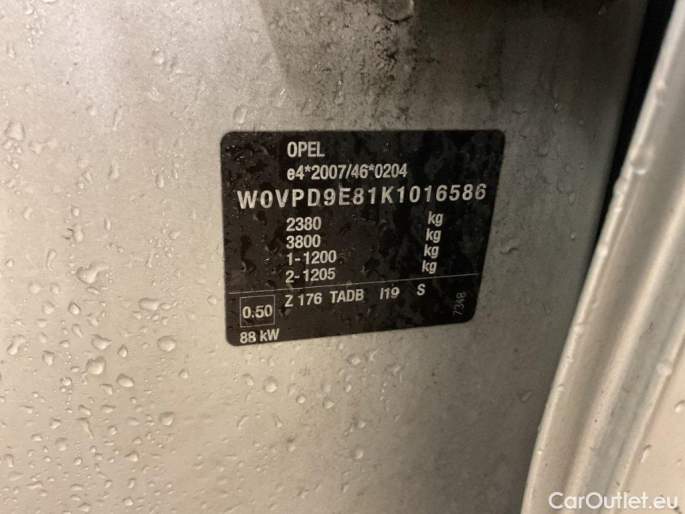 OPEL
e4*2007/46*0204
W0VPD9E81K1016586
2380 kg
3800 kg
1-1200 kg
2-1205 kg
0.50 Z 176 TADB I19 S
7348
88 kW
CarOutlet.eu